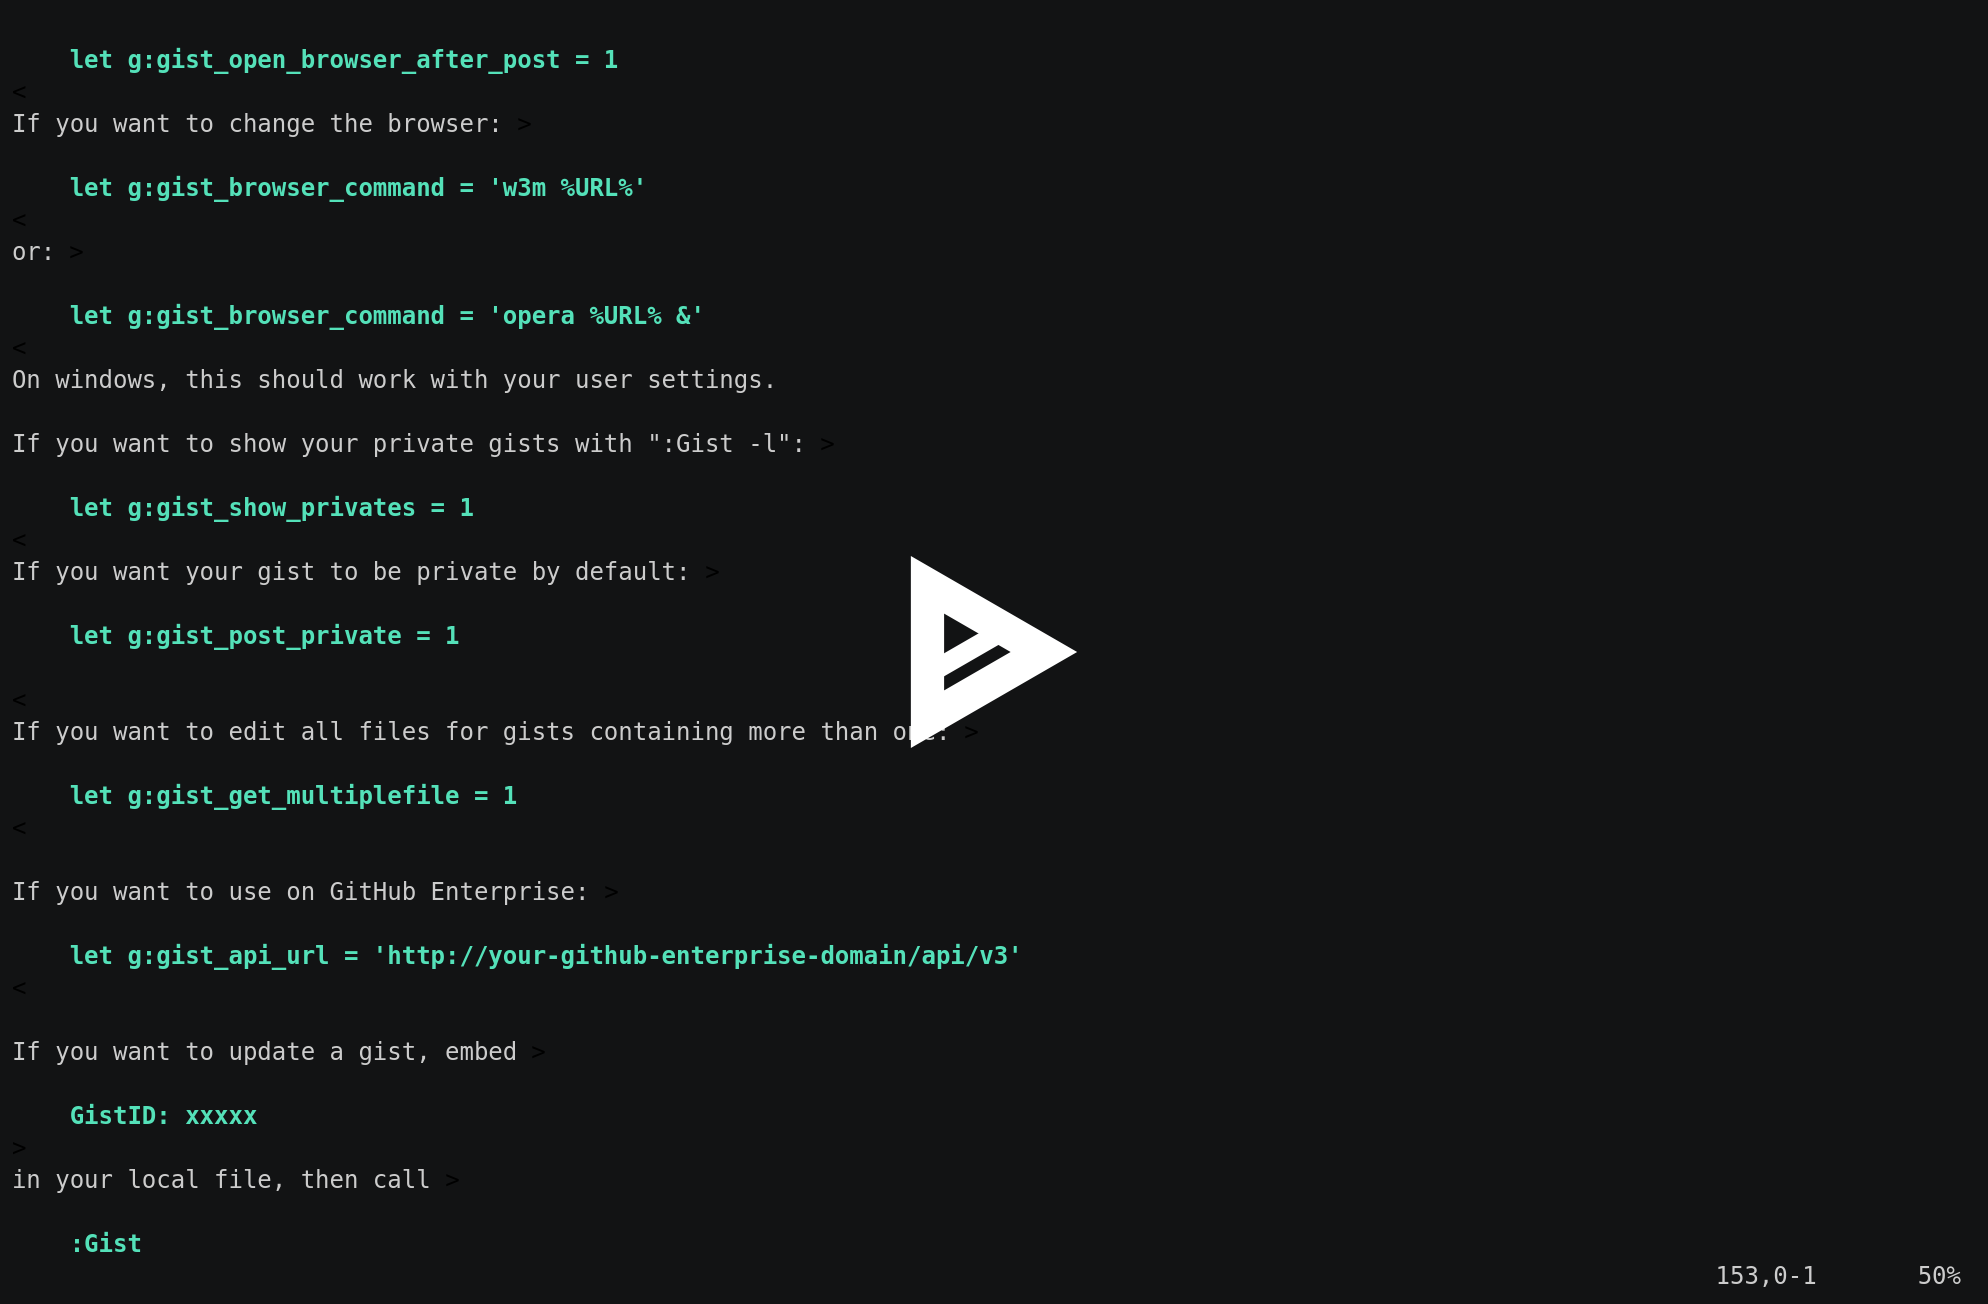 let g:gist_open_browser_after_post = 1
<
If you want to change the browser: >
let g:gist_browser_command = 'w3m %URL%'
<
or: >
let g:gist_browser_command = 'opera %URL% &'
<
On windows, this should work with your user settings.
If you want to show your private gists with ":Gist -l": >
let g:gist_show_privates = 1
<
If you want your gist to be private by default: >
let g:gist_post_private = 1
<
If you want to edit all files for gists containing more than one: >
let g:gist_get_multiplefile = 1
<
If you want to use on GitHub Enterprise: >
let g:gist_api_url = 'http://your-github-enterprise-domain/api/v3'
<
If you want to update a gist, embed >
GistID: xxxxx
>
in your local file, then call >
:Gist
153,0-1 50%